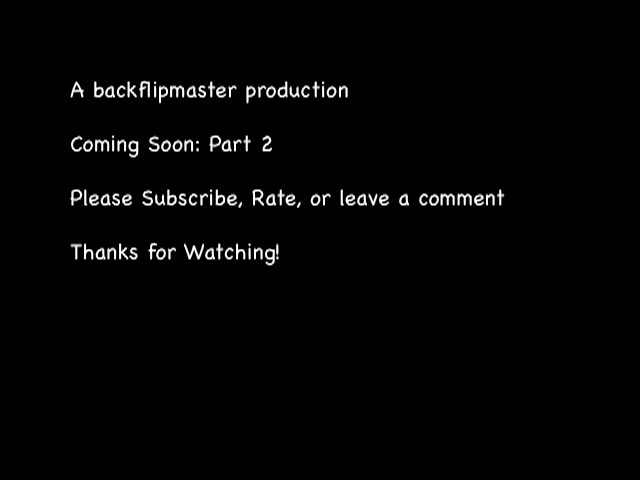 A backflipmaster production
Coming Soon: Part 2
Please Subscribe, Rate, or leave a comment
Thanks for Watching!